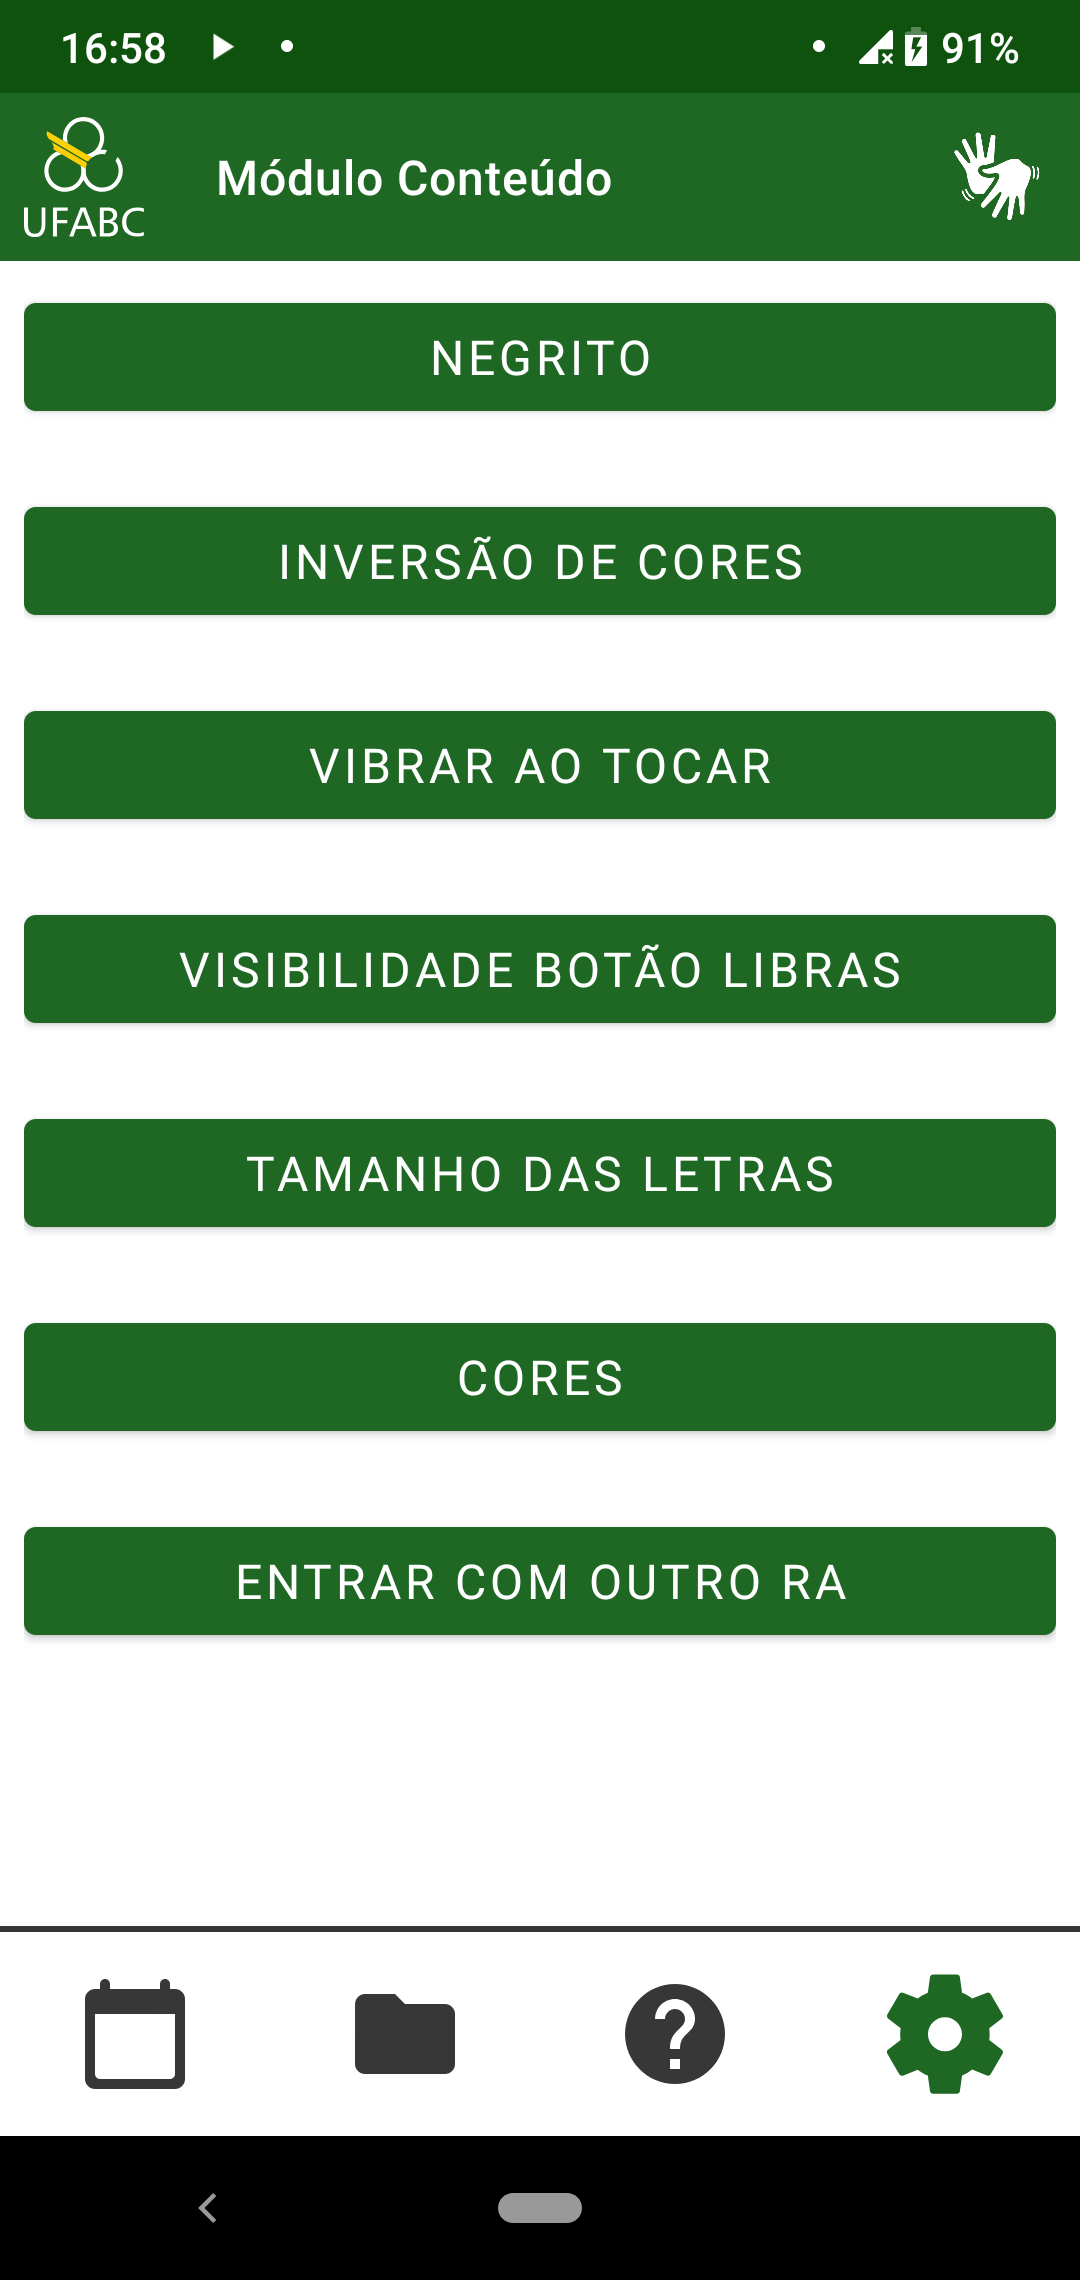 16:58
91%
UFABC
Módulo Conteúdo
NEGRITO
INVERSÃO DE CORES
VIBRAR AO TOCAR
VISIBILIDADE BOTÃO LIBRAS
TAMANHO DAS LETRAS
CORES
ENTRAR COM OUTRO RA